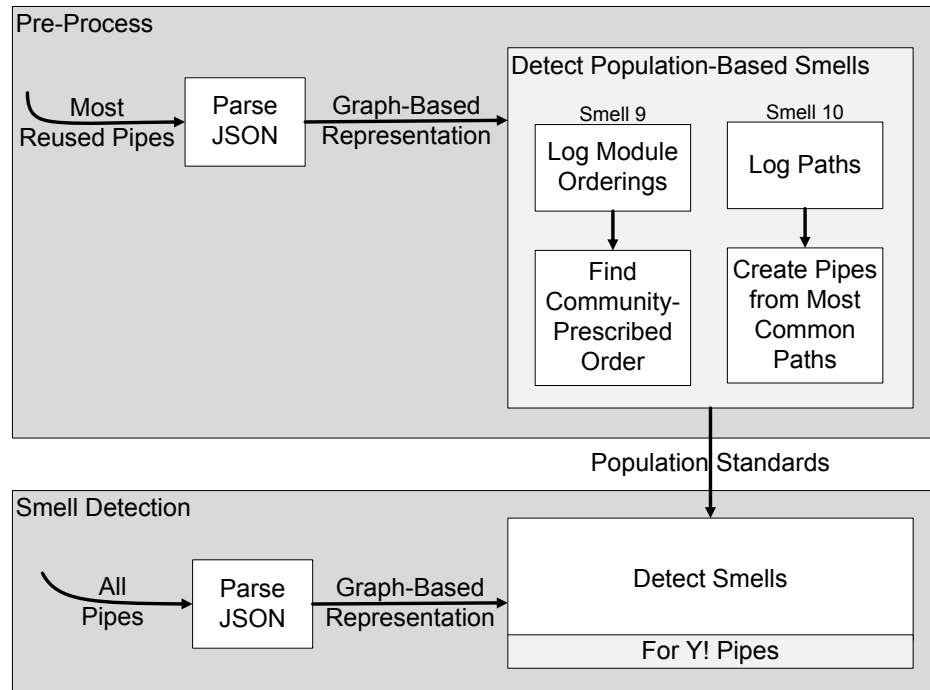 Pre-Process
Most
Reused Pipes
Parse
JSON
Graph-Based
Representation
Detect Population-Based Smells
Smell 9
Log Module
Orderings
Find
Community-
Prescribed
Order
Smell 10
Log Paths
Create Pipes
from Most
Common
Paths
Population Standards
Smell Detection
All
Pipes
Parse
JSON
Graph-Based
Representation
Detect Smells
For Y! Pipes